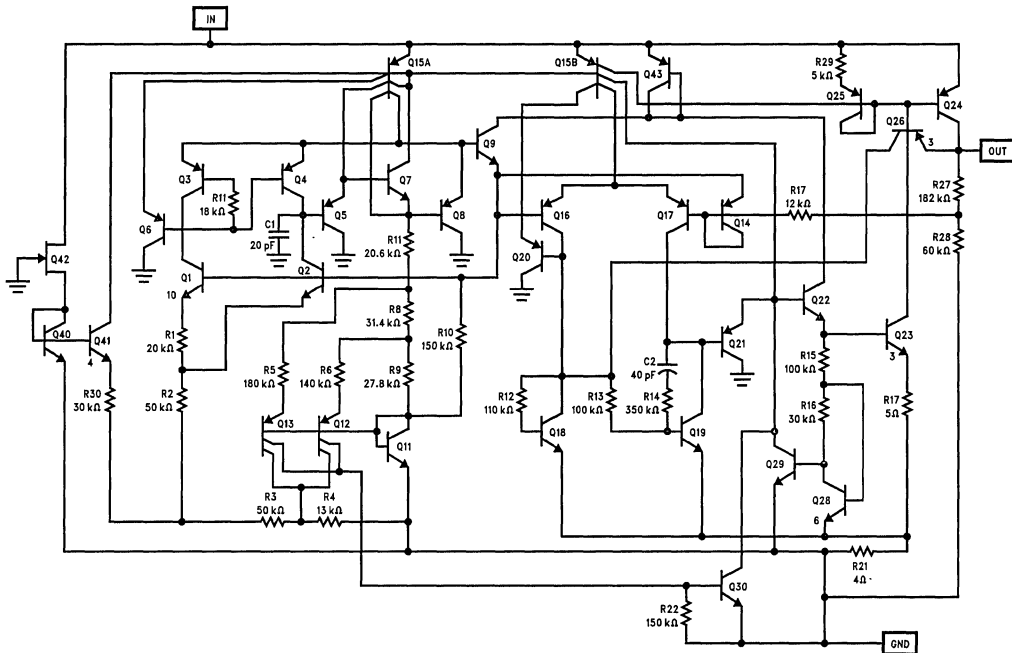 IN
Q15A
Q15B
Q43
R29
5 kΩ
Q25
Q24
Q26
3
OUT
Q9
Q3
R11
18 kΩ
Q4
Q7
Q5
C1
20 pF
Q6
Q8
Q16
Q17
Q14
R17
12 kΩ
R27
182 kΩ
R28
60 kΩ
Q42
Q20
R11
20.6 kΩ
Q1
10
Q2
R8
31.4 kΩ
R10
150 kΩ
Q22
Q40
Q41
4
R1
20 kΩ
R5
180 kΩ
R6
140 kΩ
R9
27.8 kΩ
Q21
C2
40 pF
R15
100 kΩ
Q23
3
R30
30 kΩ
R2
50 kΩ
R12
110 kΩ
R13
100 kΩ
R14
350 kΩ
R16
30 kΩ
R17
5Ω
Q13
Q12
Q11
Q18
Q19
Q29
Q28
6
R3
50 kΩ
R4
13 kΩ
R21
4Ω
Q30
R22
150 kΩ
GND